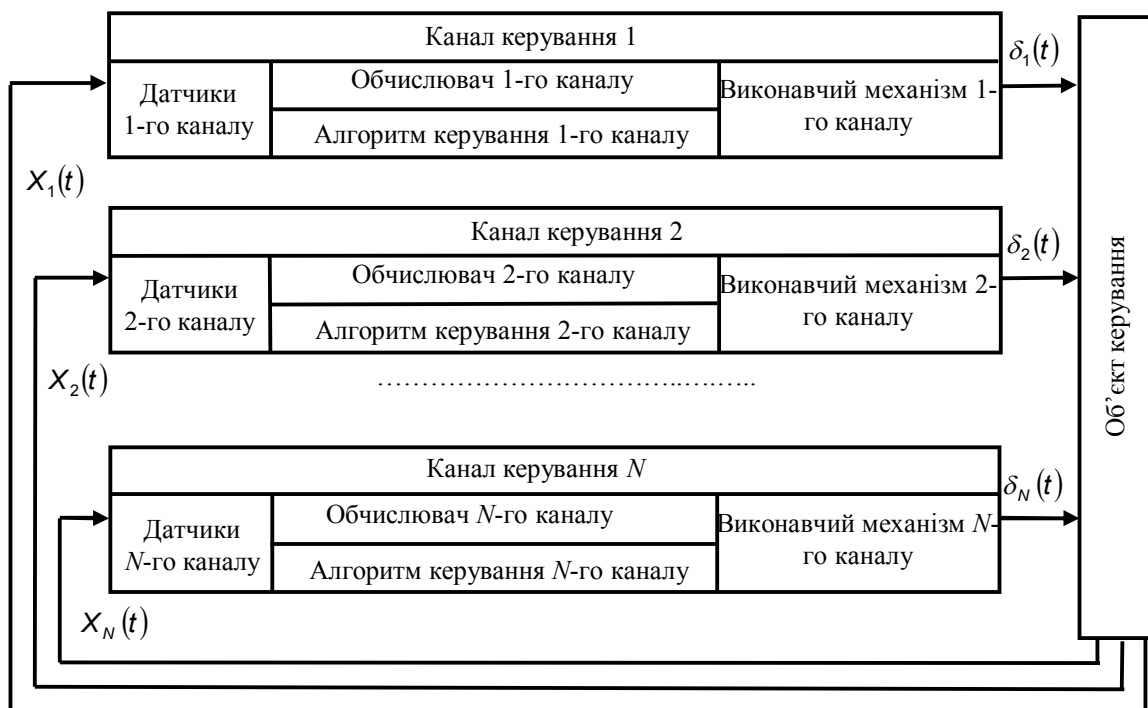 Канал керування 1
δ₁(t)
Датчики
1-го каналу
Обчислювач 1-го каналу
Алгоритм керування 1-го каналу
Виконавчий механізм 1-
го каналу
X₁(t)
Канал керування 2
δ₂(t)
Датчики
2-го каналу
Обчислювач 2-го каналу
Алгоритм керування 2-го каналу
Виконавчий механізм 2-
го каналу
X₂(t)
……………………………………..
Канал керування N
δ_N(t)
Датчики
N-го каналу
Обчислювач N-го каналу
Алгоритм керування N-го каналу
Виконавчий механізм N-
го каналу
X_N(t)
Об’єкт керування